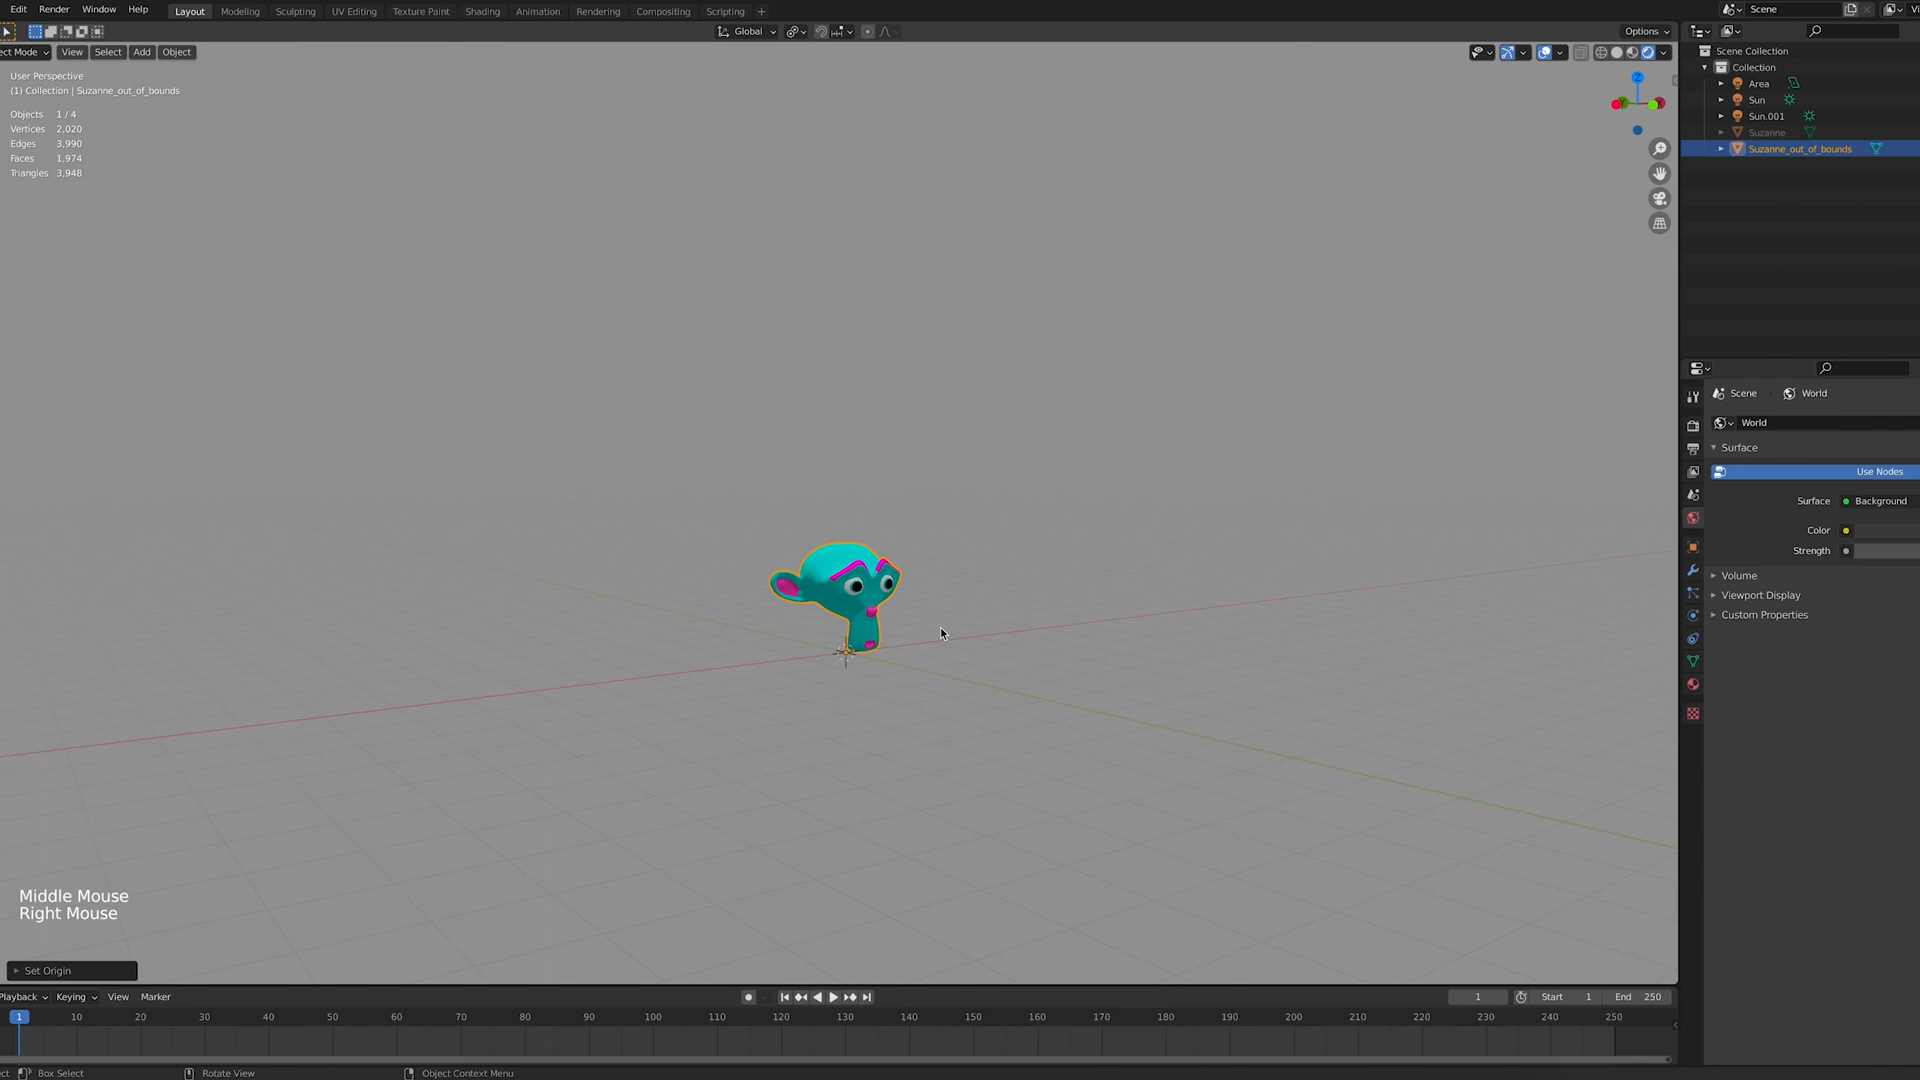 Edit Render Window Help Layout Modeling Sculpting UV Editing Texture Paint Shading Animation Rendering Compositing Scripting + Scene
Global Options
ect Mode View Select Add Object
User Perspective
(1) Collection | Suzanne_out_of_bounds
Objects 1 / 4
Vertices 2,020
Edges 3,990
Faces 1,974
Triangles 3,948
Z
Scene Collection
Collection
Area
Sun
Sun.001
Suzanne
Suzanne_out_of_bounds
Scene World
World
Surface
Use Nodes
Surface Background
Color
Strength
Volume
Viewport Display
Custom Properties
Middle Mouse
Right Mouse
Set Origin
Playback Keying View Marker 1 Start 1 End 250
1 10 20 30 40 50 60 70 80 90 100 110 120 130 140 150 160 170 180 190 200 210 220 230 240 250
ect Box Select Rotate View Object Context Menu